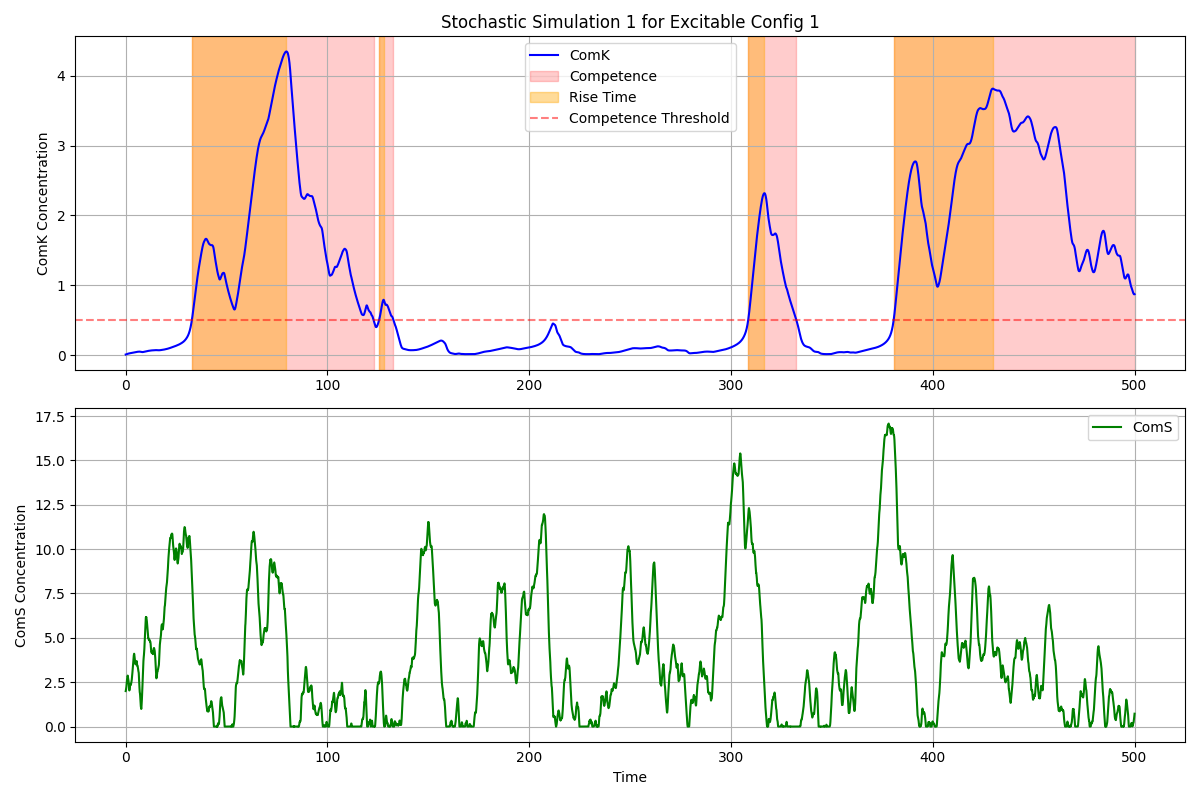 Stochastic Simulation 1 for Excitable Config 1
ComK Concentration
4
3
2
1
0
ComK
Competence
Rise Time
Competence Threshold
0 100 200 300 400 500
ComS Concentration
17.5
15.0
12.5
10.0
7.5
5.0
2.5
0.0
ComS
0 100 200 300 400 500
Time